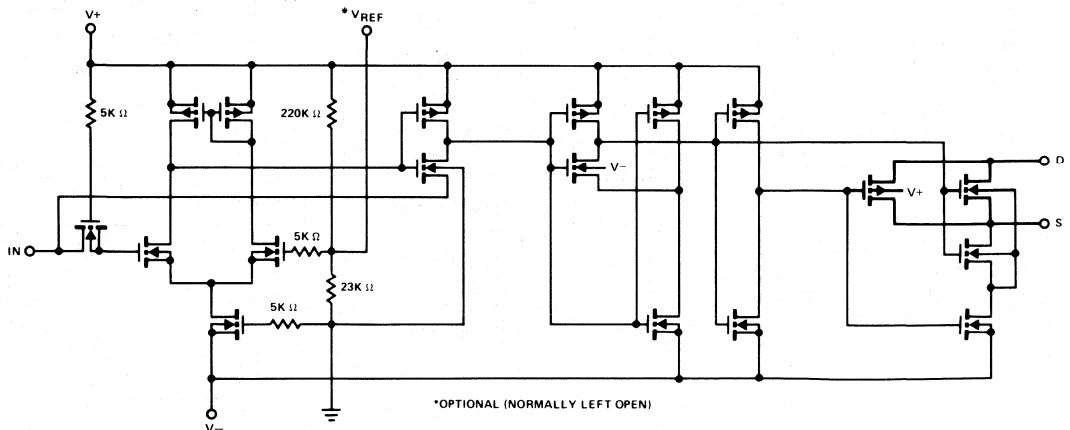 V+
* VREF
5K Ω
220K Ω
D
V−
V+
S
5K Ω
IN
23K Ω
5K Ω
*OPTIONAL (NORMALLY LEFT OPEN)
V−